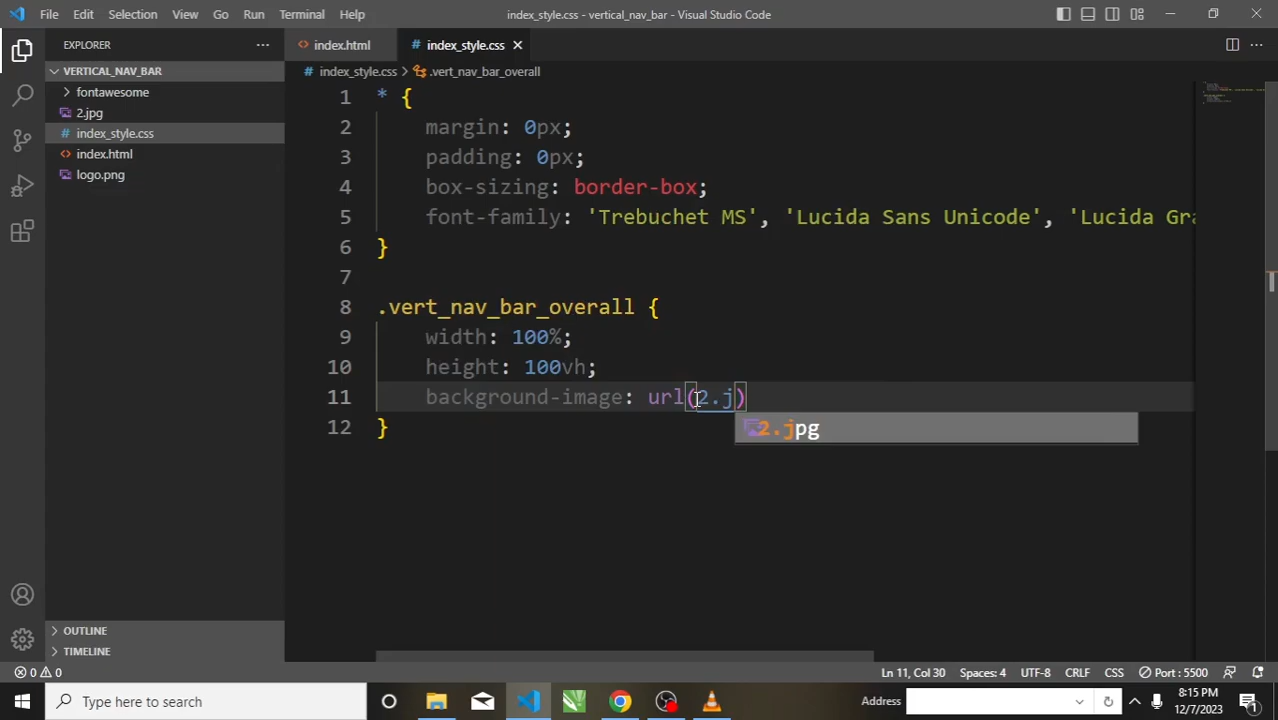 File Edit Selection View Go Run Terminal Help
index_style.css - vertical_nav_bar - Visual Studio Code
EXPLORER
VERTICAL_NAV_BAR
fontawesome
2.jpg
# index_style.css
<> index.html
logo.png
<> index.html
# index_style.css
# index_style.css > .vert_nav_bar_overall
1 * {
2 margin: 0px;
3 padding: 0px;
4 box-sizing: border-box;
5 font-family: 'Trebuchet MS', 'Lucida Sans Unicode', 'Lucida Gra
6 }
7
8 .vert_nav_bar_overall {
9 width: 100%;
10 height: 100vh;
11 background-image: url(2.j)
2.jpg
12 }
OUTLINE
TIMELINE
0 0
Ln 11, Col 30 Spaces: 4 UTF-8 CRLF CSS Port : 5500
Type here to search
Address
8:15 PM
12/7/2023
1